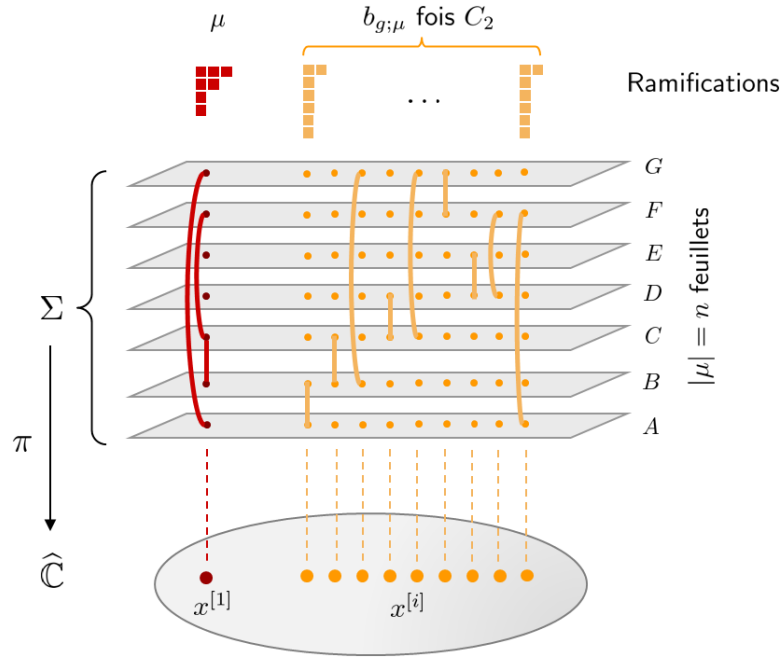 μ
b_{g;μ} fois C_2
Ramifications
…
G
F
E
D
C
B
A
|μ| = n feuillets
Σ
π
Ĉ
x^{[1]}
x^{[i]}